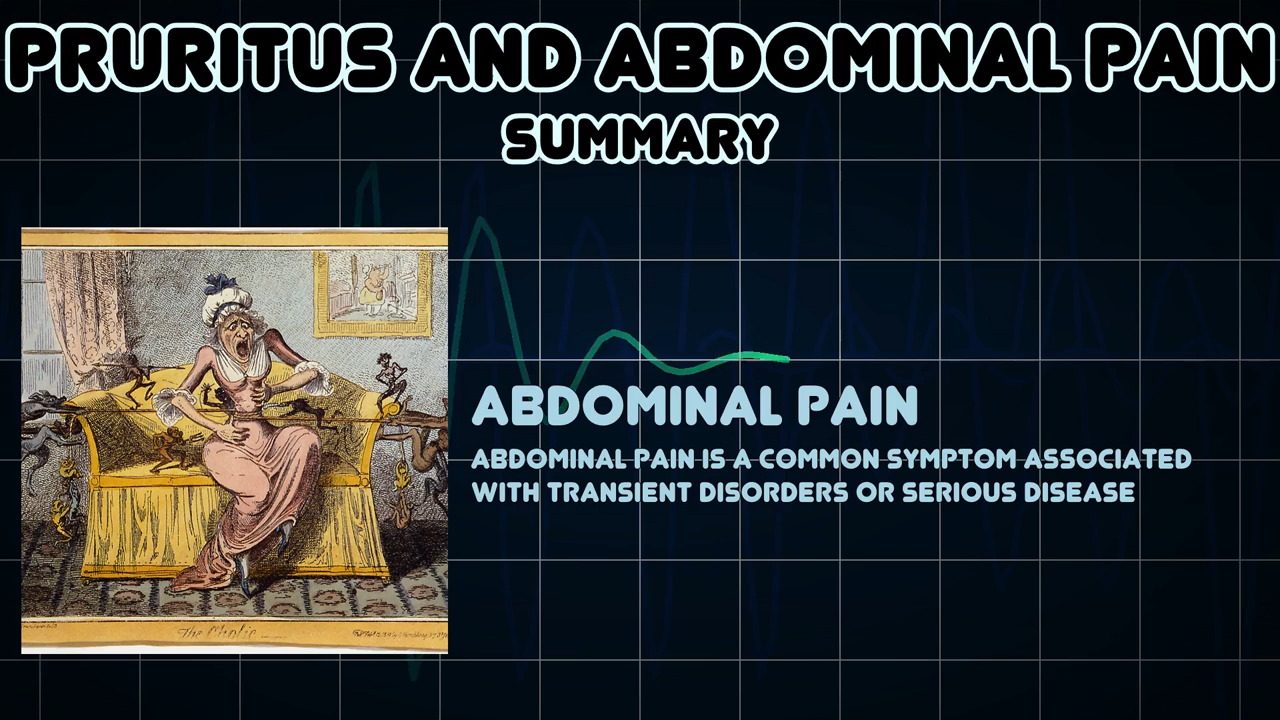 PRURITUS AND ABDOMINAL PAIN
SUMMARY
ABDOMINAL PAIN
ABDOMINAL PAIN IS A COMMON SYMPTOM ASSOCIATED
WITH TRANSIENT DISORDERS OR SERIOUS DISEASE
The Cholic